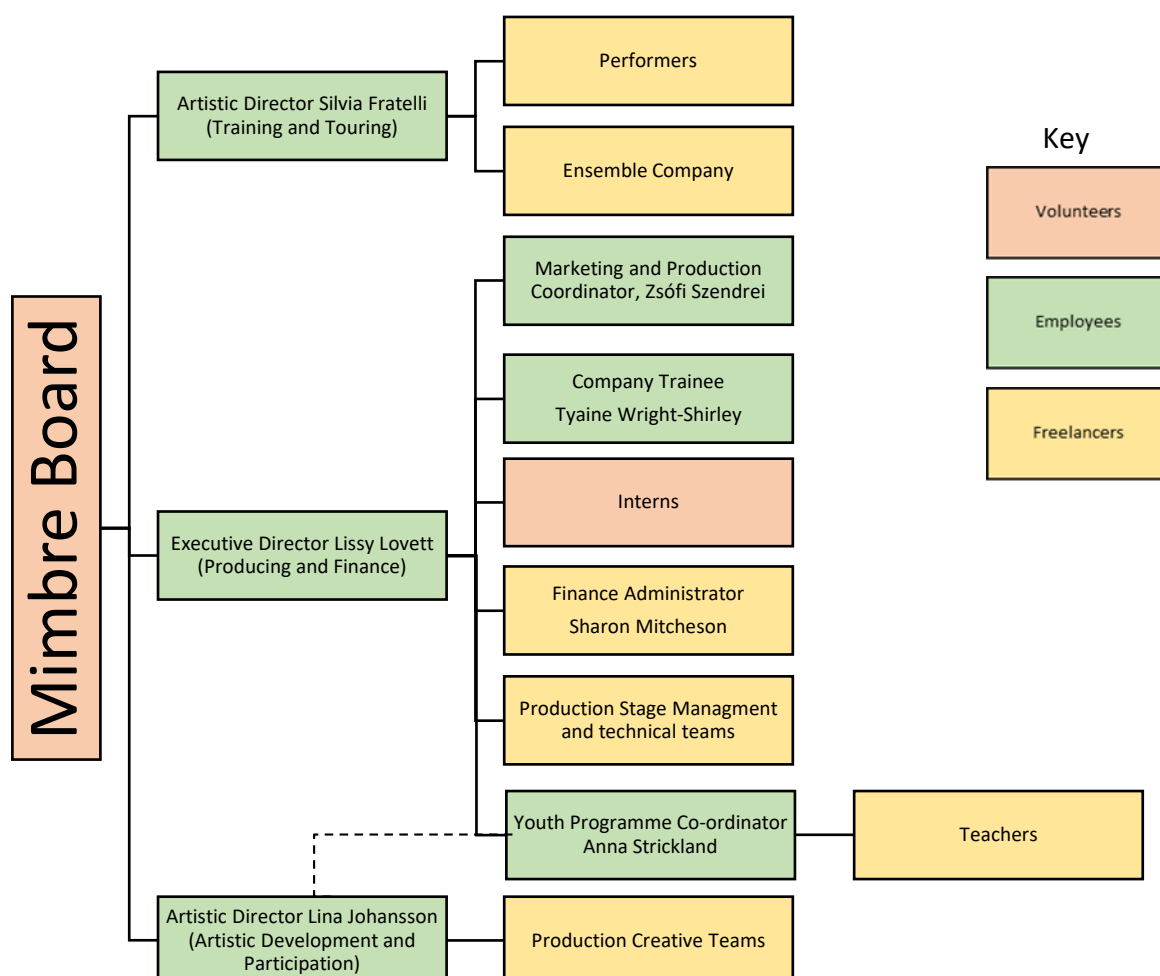 Mimbre Board
Artistic Director Silvia Fratelli
(Training and Touring)
Performers
Ensemble Company
Executive Director Lissy Lovett
(Producing and Finance)
Marketing and Production
Coordinator, Zsófi Szendrei
Company Trainee
Tyaine Wright-Shirley
Interns
Finance Administrator
Sharon Mitcheson
Production Stage Managment
and technical teams
Youth Programme Co-ordinator
Anna Strickland
Teachers
Artistic Director Lina Johansson
(Artistic Development and
Participation)
Production Creative Teams
Key
Volunteers
Employees
Freelancers